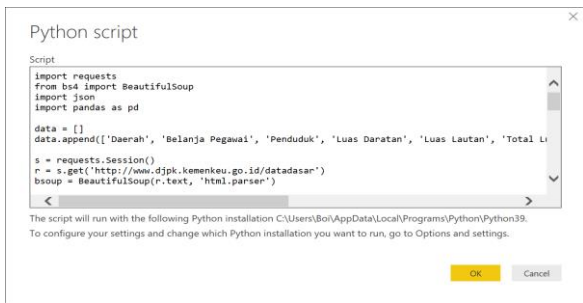 Python script
Script
import requests
from bs4 import BeautifulSoup
import json
import pandas as pd
data = []
data.append(['Daerah', 'Belanja Pegawai', 'Penduduk', 'Luas Daratan', 'Luas Lautan', 'Total
s = requests.Session()
r = s.get('http://www.djpk.kemenkeu.go.id/datadasar')
bsoup = BeautifulSoup(r.text, 'html.parser')
The script will run with the following Python installation C:\Users\Boi\AppData\Local\Programs\Python\Python39.
To configure your settings and change which Python installation you want to run, go to Options and settings.
OK Cancel